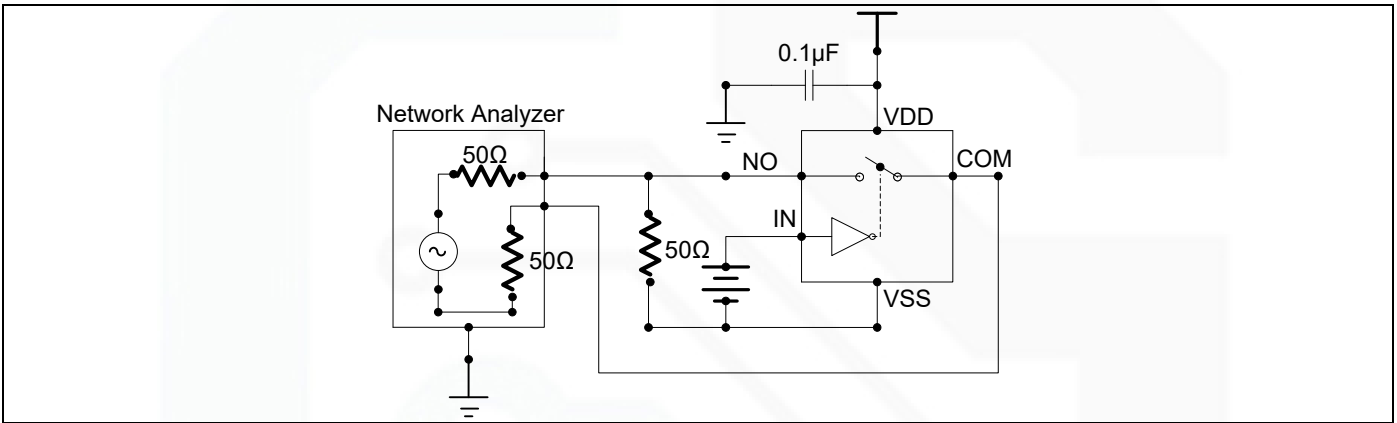 0.1µF
VDD
Network Analyzer
50Ω
NO
COM
IN
50Ω
50Ω
VSS